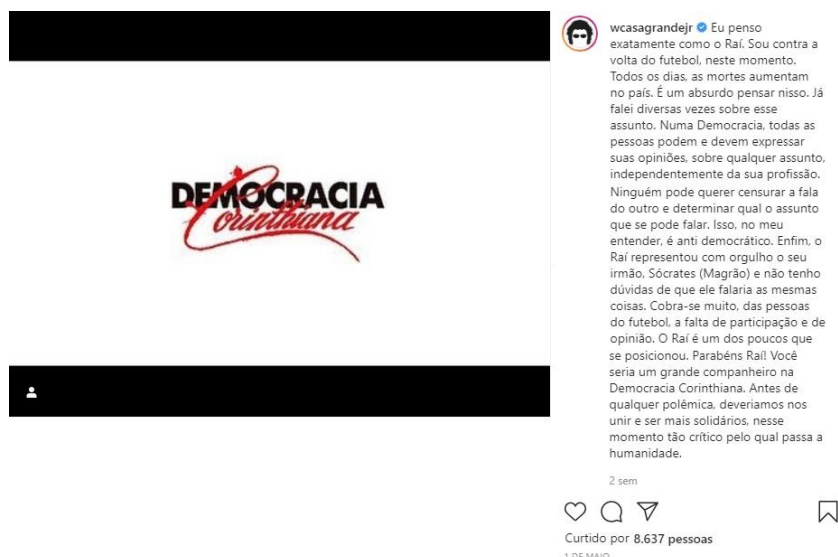 DEMOCRACIA
Corinthiana
wcasagrandejr Eu penso
exatamente como o Raí. Sou contra a
volta do futebol, neste momento.
Todos os dias, as mortes aumentam
no país. É um absurdo pensar nisso. Já
falei diversas vezes sobre esse
assunto. Numa Democracia, todas as
pessoas podem e devem expressar
suas opiniões, sobre qualquer assunto,
independentemente da sua profissão.
Ninguém pode querer censurar a fala
do outro e determinar qual o assunto
que se pode falar. Isso, no meu
entender, é anti democrático. Enfim, o
Raí representou com orgulho o seu
irmão, Sócrates (Magrão) e não tenho
dúvidas de que ele falaria as mesmas
coisas. Cobra-se muito, das pessoas
do futebol, a falta de participação e de
opinião. O Raí é um dos poucos que
se posicionou. Parabéns Raí! Você
seria um grande companheiro na
Democracia Corinthiana. Antes de
qualquer polêmica, deveriamos nos
unir e ser mais solidários, nesse
momento tão crítico pelo qual passa a
humanidade.
2 sem
Curtido por 8.637 pessoas
1 DE MAIO